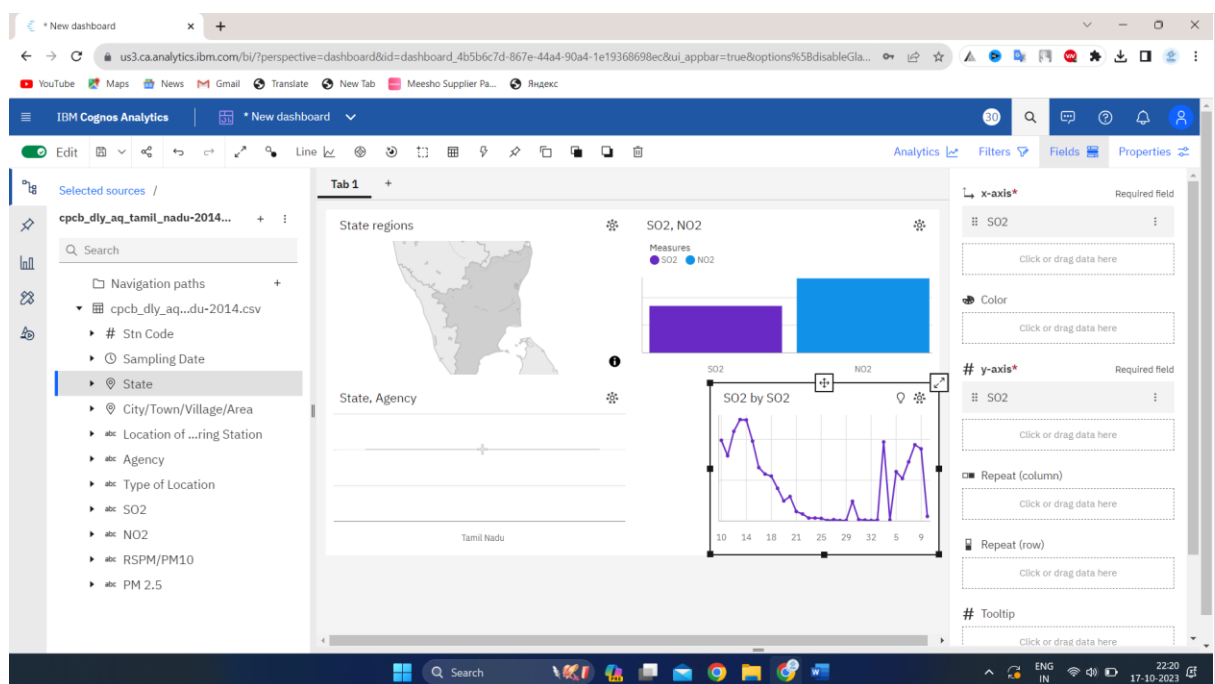 * New dashboard
us3.ca.analytics.ibm.com/bi/?perspective=dashboard&id=dashboard_4b5b6c7d-867e-44a4-90a4-1e19368698ec&ui_appbar=true&options%5BdisableGla...
YouTube Maps News Gmail Translate New Tab Meesho Supplier Pa... Яндекс
IBM Cognos Analytics * New dashboard 30
Edit Line Analytics Filters Fields Properties
Selected sources /
cpcb_dly_aq_tamil_nadu-2014...
Search
Navigation paths
cpcb_dly_aq...du-2014.csv
# Stn Code
Sampling Date
State
City/Town/Village/Area
abc Location of ...ring Station
abc Agency
abc Type of Location
abc SO2
abc NO2
abc RSPM/PM10
abc PM 2.5
Tab 1 +
State regions
SO2, NO2
Measures
SO2 NO2
SO2 NO2
State, Agency
Tamil Nadu
SO2 by SO2
10 14 18 21 25 29 32 5 9
x-axis* Required field
SO2
Click or drag data here
Color
Click or drag data here
# y-axis* Required field
SO2
Click or drag data here
Repeat (column)
Click or drag data here
Repeat (row)
Click or drag data here
# Tooltip
Click or drag data here
Search
ENG
IN
22:20
17-10-2023